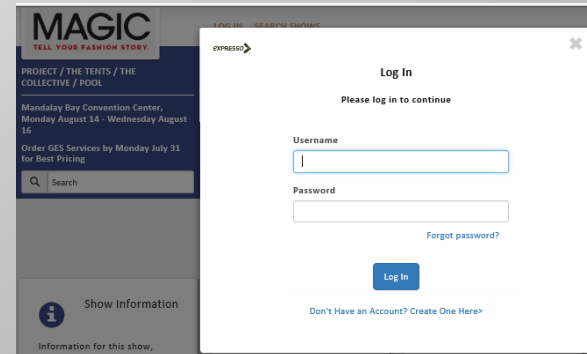 MAGIC
TELL YOUR FASHION STORY.
LOG IN SEARCH SHOWS
PROJECT / THE TENTS / THE
COLLECTIVE / POOL
Mandalay Bay Convention Center,
Monday August 14 - Wednesday August
16
Order GES Services by Monday July 31
for Best Pricing
Search
Show Information
Information for this show,
EXPRESSO
Log In
Please log in to continue
Username
Password
Forgot password?
Log In
Don't Have an Account? Create One Here>